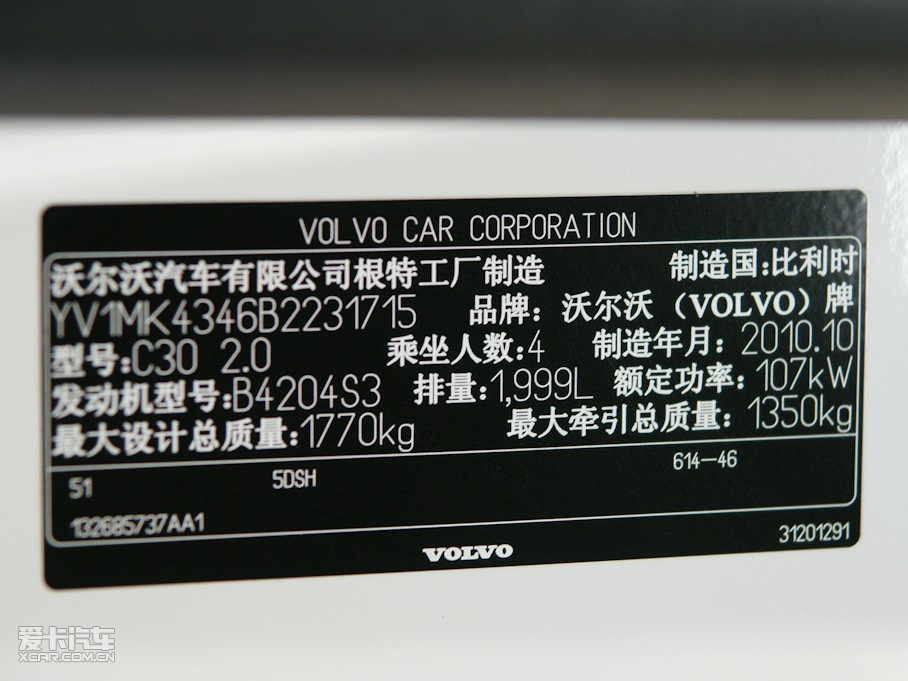 VOLVO CAR CORPORATION
沃尔沃汽车有限公司根特工厂制造 制造国:比利时
YV1MK4346B2231715 品牌: 沃尔沃（VOLVO）牌
型号:C30 2.0 乘坐人数:4 制造年月: 2010.10
发动机型号:B4204S3 排量:1,999L 额定功率: 107kW
最大设计总质量:1770kg 最大牵引总质量: 1350kg
51 5DSH 614-46
132685737AA1 31201291
VOLVO
爱卡汽车
XCAR.COM.CN